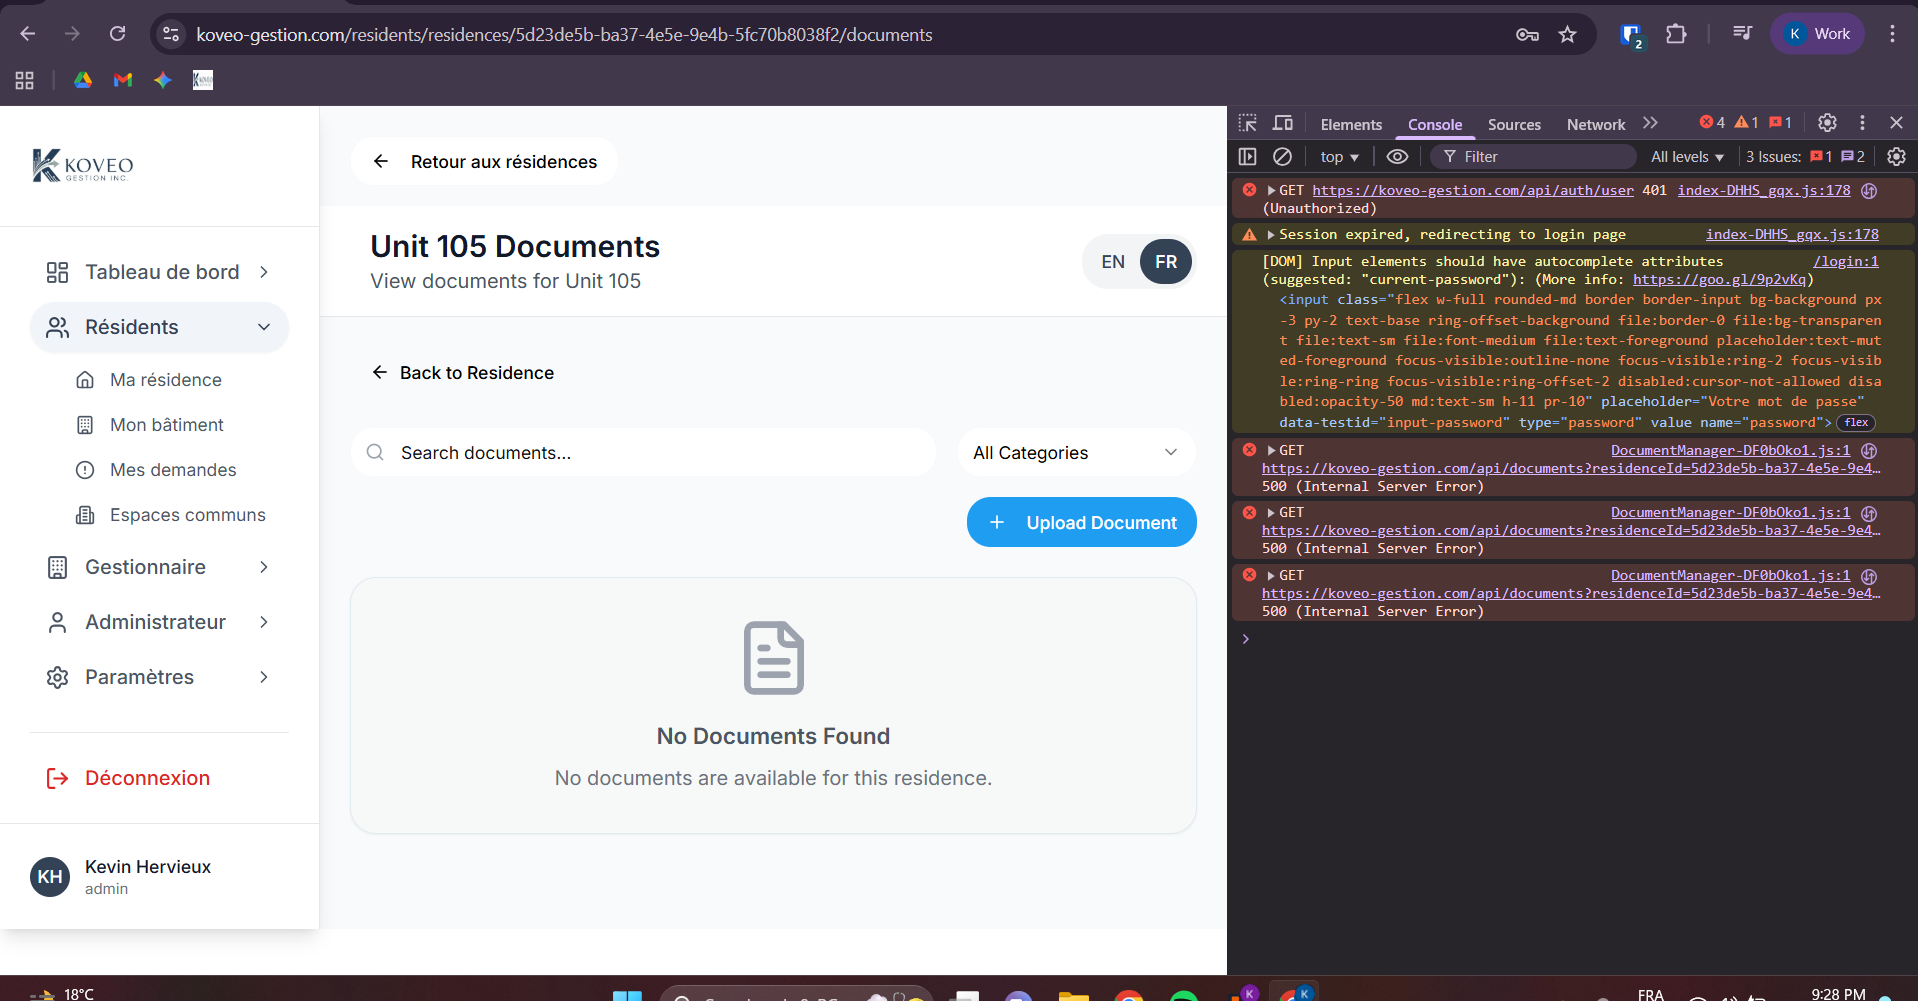 koveo-gestion.com/residents/residences/5d23de5b-ba37-4e5e-9e4b-5fc70b8038f2/documents
2
K Work
KOVEO
GESTION INC.
Tableau de bord
Résidents
Ma résidence
Mon bâtiment
Mes demandes
Espaces communs
Gestionnaire
Administrateur
Paramètres
Déconnexion
KH
Kevin Hervieux
admin
Retour aux résidences
Unit 105 Documents
View documents for Unit 105
EN FR
Back to Residence
Search documents...
All Categories
Upload Document
No Documents Found
No documents are available for this residence.
Elements Console Sources Network 4 1 1
top Filter All levels 3 Issues: 1 2
GET https://koveo-gestion.com/api/auth/user 401 index-DHHS_gqx.js:178
(Unauthorized)
Session expired, redirecting to login page index-DHHS_gqx.js:178
[DOM] Input elements should have autocomplete attributes /login:1
(suggested: "current-password"): (More info: https://goo.gl/9p2vKq)
<input class="flex w-full rounded-md border border-input bg-background px
-3 py-2 text-base ring-offset-background file:border-0 file:bg-transparen
t file:text-sm file:font-medium file:text-foreground placeholder:text-mut
ed-foreground focus-visible:outline-none focus-visible:ring-2 focus-visib
le:ring-ring focus-visible:ring-offset-2 disabled:cursor-not-allowed disa
bled:opacity-50 md:text-sm h-11 pr-10" placeholder="Votre mot de passe"
data-testid="input-password" type="password" value name="password"> flex
GET DocumentManager-DF0bOko1.js:1
https://koveo-gestion.com/api/documents?residenceId=5d23de5b-ba37-4e5e-9e4…
500 (Internal Server Error)
GET DocumentManager-DF0bOko1.js:1
https://koveo-gestion.com/api/documents?residenceId=5d23de5b-ba37-4e5e-9e4…
500 (Internal Server Error)
GET DocumentManager-DF0bOko1.js:1
https://koveo-gestion.com/api/documents?residenceId=5d23de5b-ba37-4e5e-9e4…
500 (Internal Server Error)
18°C
K
K
FRA
9:28 PM